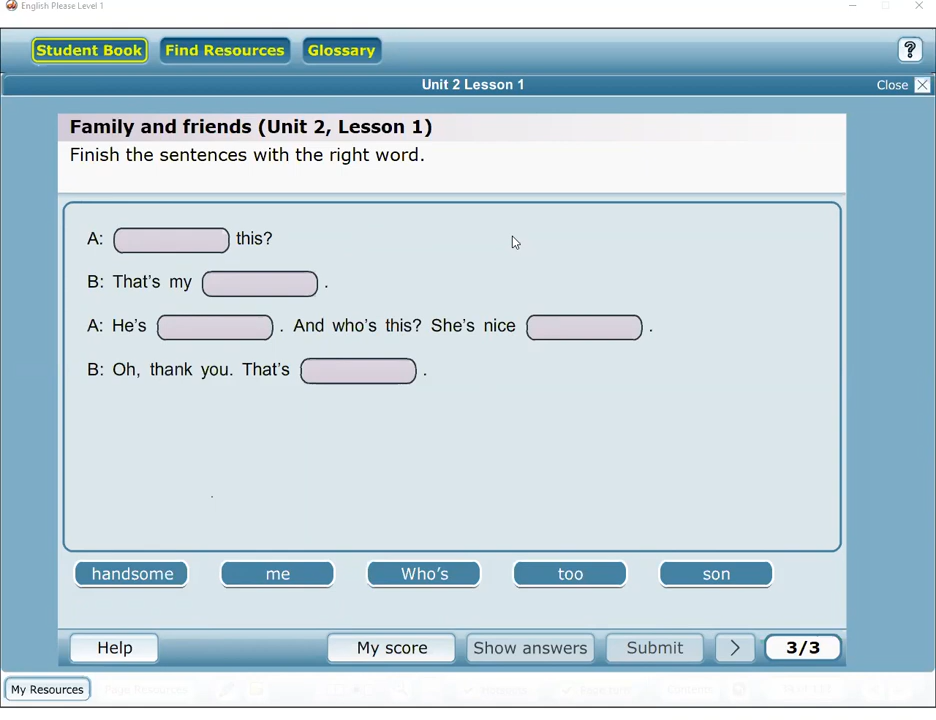 English Please Level 1
Student Book Find Resources Glossary ?
Unit 2 Lesson 1 Close
Family and friends (Unit 2, Lesson 1)
Finish the sentences with the right word.
A: this?
B: That's my .
A: He's . And who's this? She's nice .
B: Oh, thank you. That's .
handsome me Who's too son
Help My score Show answers Submit > 3/3
My Resources Page Resources